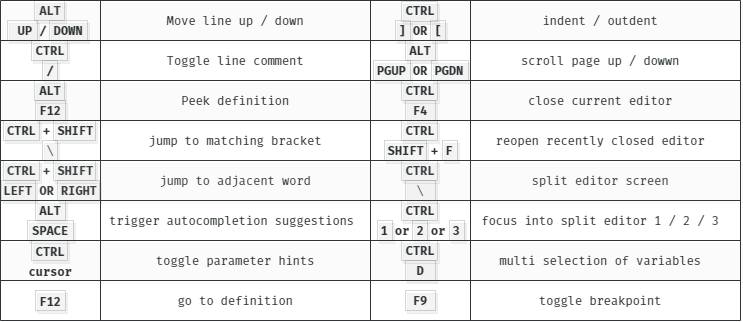 ALT
UP / DOWN
Move line up / down
CTRL
] OR [
indent / outdent
CTRL
/
Toggle line comment
ALT
PGUP OR PGDN
scroll page up / dowwn
ALT
F12
Peek definition
CTRL
F4
close current editor
CTRL + SHIFT
\
jump to matching bracket
CTRL
SHIFT + F
reopen recently closed editor
CTRL + SHIFT
LEFT OR RIGHT
jump to adjacent word
CTRL
\
split editor screen
ALT
SPACE
trigger autocompletion suggestions
CTRL
1 or 2 or 3
focus into split editor 1 / 2 / 3
CTRL
cursor
toggle parameter hints
CTRL
D
multi selection of variables
F12
go to definition
F9
toggle breakpoint